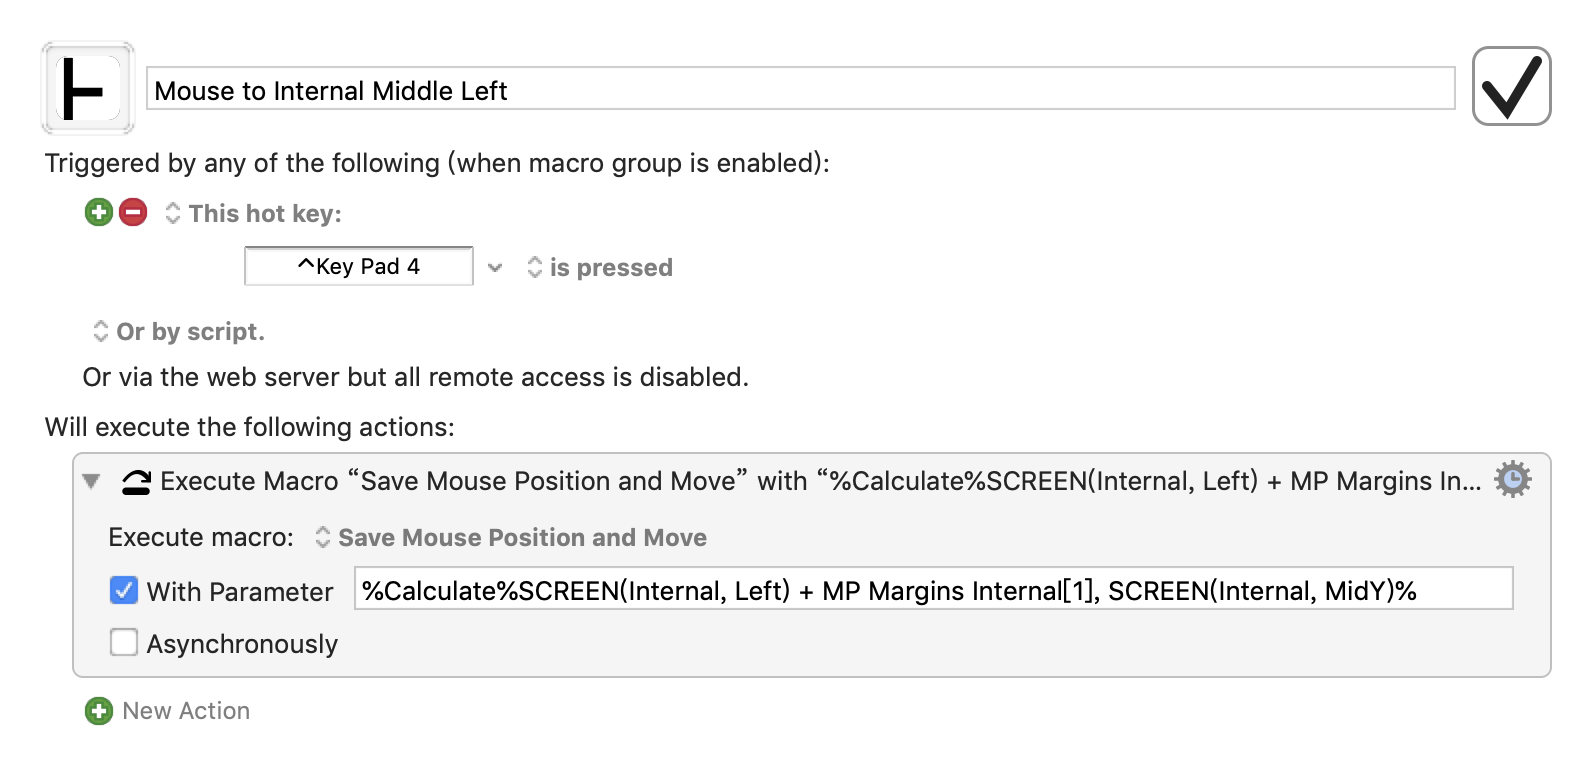 Mouse to Internal Middle Left
Triggered by any of the following (when macro group is enabled):
This hot key:
^Key Pad 4
is pressed
Or by script.
Or via the web server but all remote access is disabled.
Will execute the following actions:
Execute Macro “Save Mouse Position and Move” with “%Calculate%SCREEN(Internal, Left) + MP Margins In...
Execute macro: Save Mouse Position and Move
With Parameter %Calculate%SCREEN(Internal, Left) + MP Margins Internal[1], SCREEN(Internal, MidY)%
Asynchronously
New Action